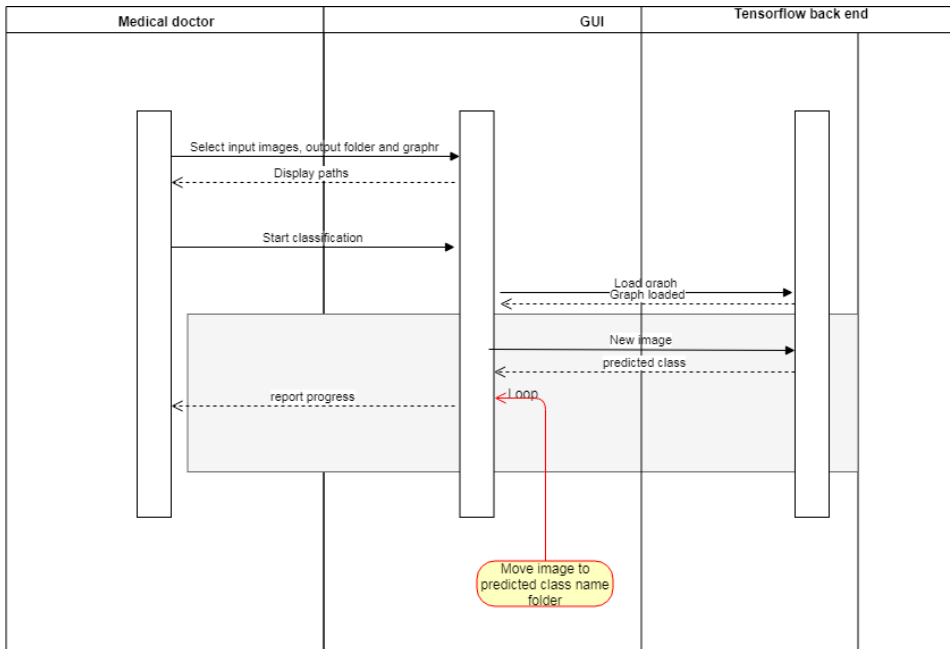 Medical doctor
GUI
Tensorflow back end
Select input images, output folder and graphr
Display paths
Start classification
Load graph
Graph loaded
New image
predicted class
Loop
report progress
Move image to
predicted class name
folder